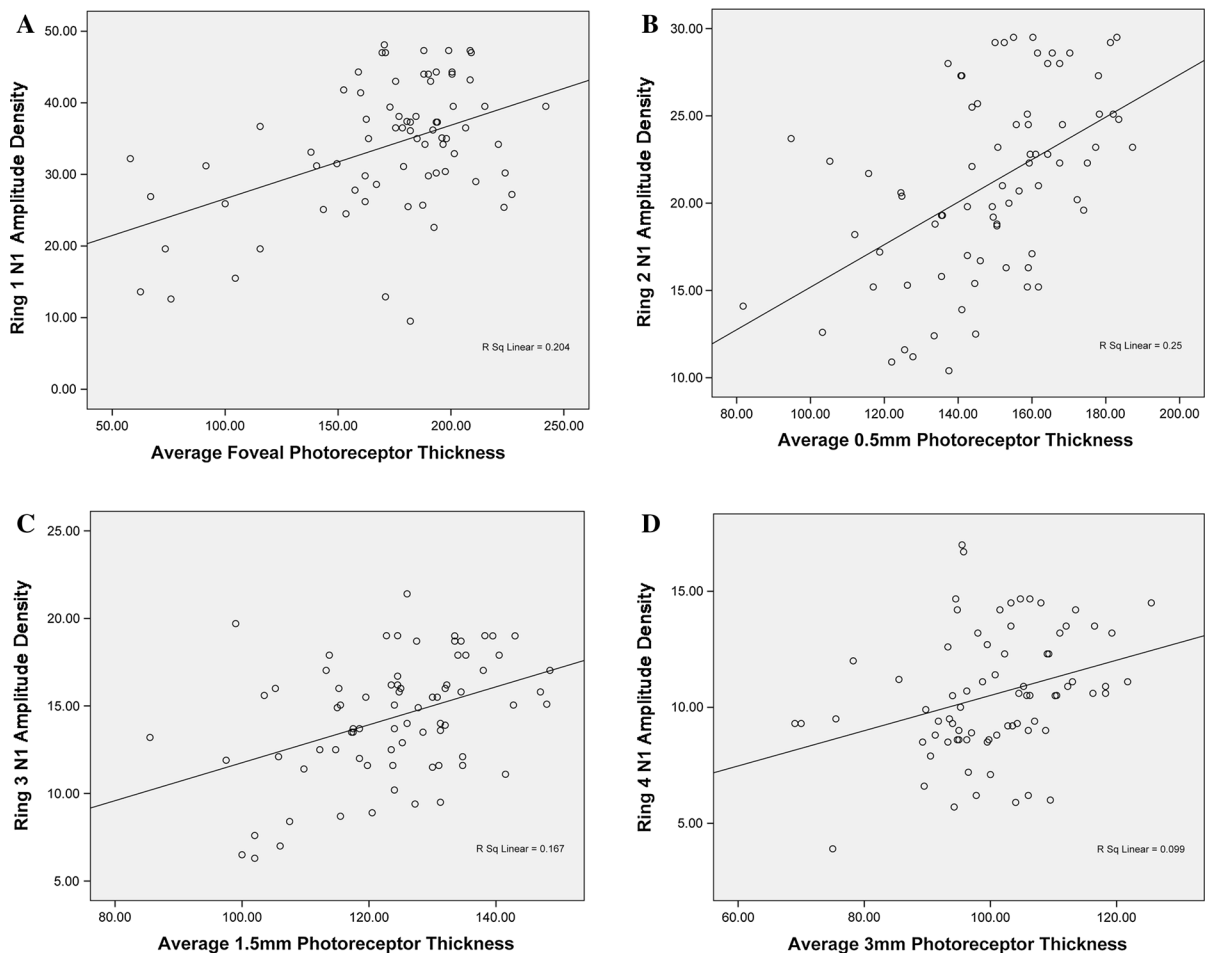 A
Ring 1 N1 Amplitude Density
50.00
40.00
30.00
20.00
10.00
0.00
R Sq Linear = 0.204
50.00 100.00 150.00 200.00 250.00
Average Foveal Photoreceptor Thickness
B
Ring 2 N1 Amplitude Density
30.00
25.00
20.00
15.00
10.00
R Sq Linear = 0.25
80.00 100.00 120.00 140.00 160.00 180.00 200.00
Average 0.5mm Photoreceptor Thickness
C
Ring 3 N1 Amplitude Density
25.00
20.00
15.00
10.00
5.00
R Sq Linear = 0.167
80.00 100.00 120.00 140.00
Average 1.5mm Photoreceptor Thickness
D
Ring 4 N1 Amplitude Density
15.00
10.00
5.00
R Sq Linear = 0.099
60.00 80.00 100.00 120.00
Average 3mm Photoreceptor Thickness